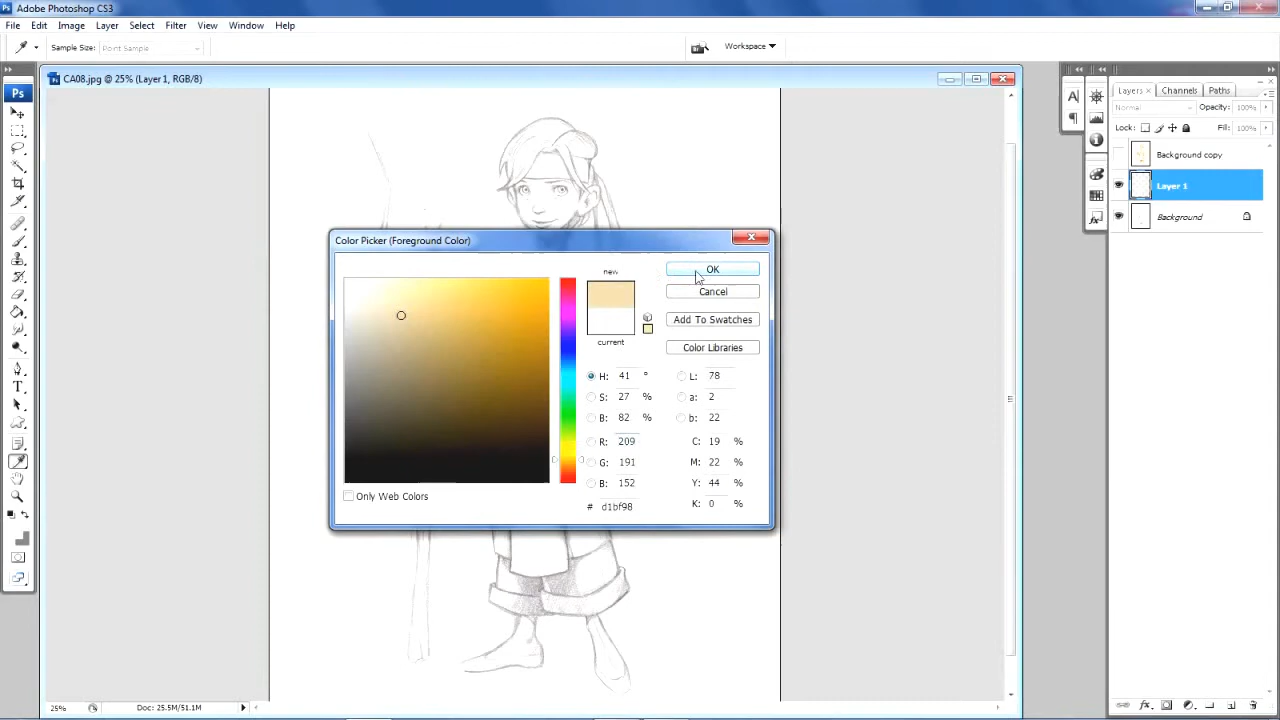 Ps Adobe Photoshop CS3
File Edit Image Layer Select Filter View Window Help
Sample Size: Point Sample Workspace
CA08.jpg @ 25% (Layer 1, RGB/8)
Ps
Layers × Channels Paths
Normal Opacity: 100%
Lock: Fill: 100%
Background copy
Layer 1
Background
Color Picker (Foreground Color)
new
current
OK
Cancel
Add To Swatches
Color Libraries
H: 41 ° L: 78
S: 27 % a: 2
B: 82 % b: 22
R: 209 C: 19 %
G: 191 M: 22 %
B: 152 Y: 44 %
# d1bf98 K: 0 %
Only Web Colors
25% Doc: 25.5M/51.1M